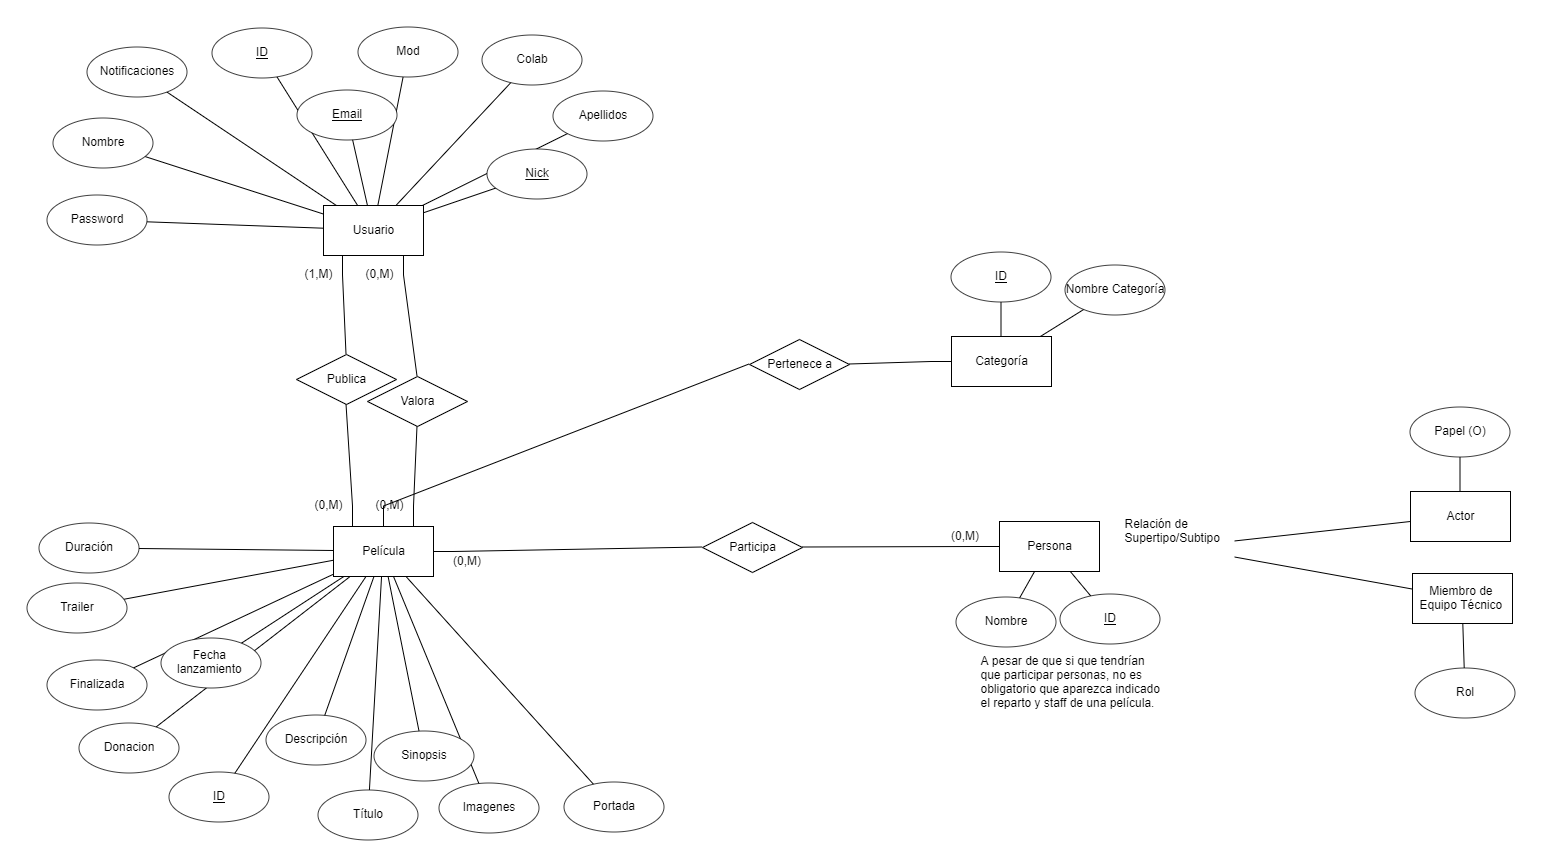 ID
Mod
Colab
Notificaciones
Email
Apellidos
Nombre
Nick
Password
Usuario
(1,M)
(0,M)
ID
Nombre Categoría
Pertenece a
Categoría
Publica
Valora
Papel (O)
(0,M)
(0,M)
Actor
Relación de
Supertipo/Subtipo
Duración
Película
(0,M)
Participa
(0,M)
Persona
Miembro de
Equipo Técnico
Trailer
Nombre
ID
Fecha
lanzamiento
A pesar de que si que tendrían
que participar personas, no es
obligatorio que aparezca indicado
el reparto y staff de una película.
Finalizada
Rol
Donacion
Descripción
Sinopsis
ID
Título
Imagenes
Portada